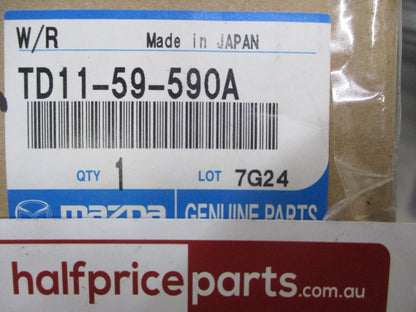 W/R Made in JAPAN
TD11-59-590A
QTY 1 LOT 7G24
mazda GENUINE PARTS
halfpriceparts.com.au